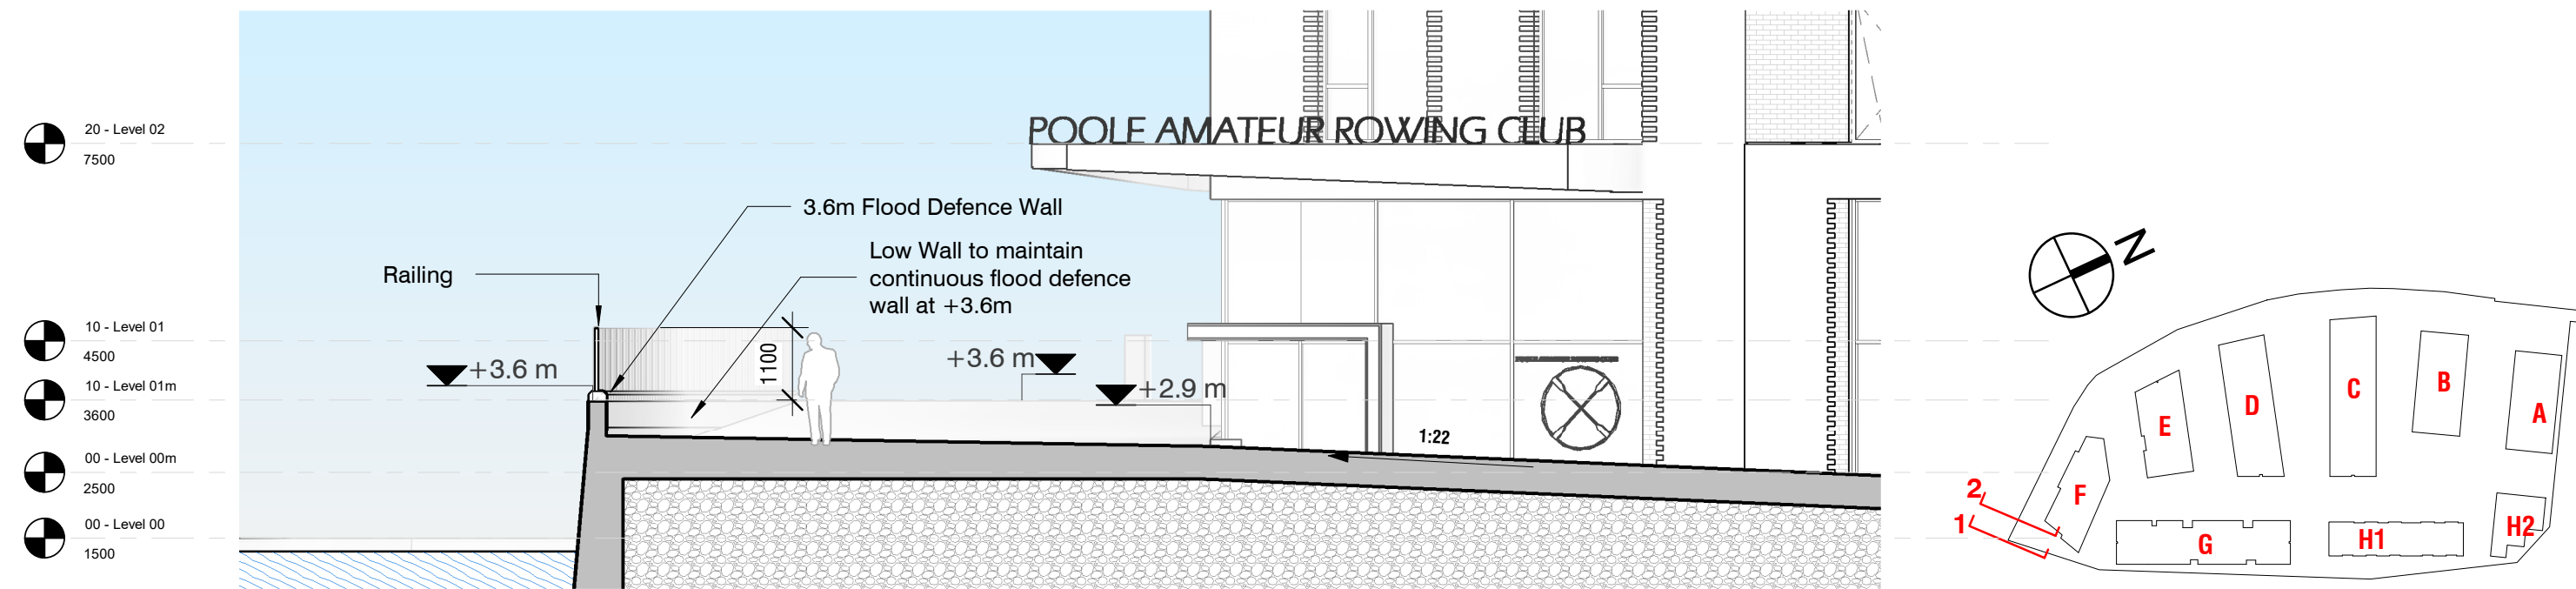 20 - Level 02
7500
POOLE AMATEUR ROWING CLUB
3.6m Flood Defence Wall
Low Wall to maintain
continuous flood defence
wall at +3.6m
Railing
10 - Level 01
4500
10 - Level 01m
3600
00 - Level 00m
2500
00 - Level 00
1500
+3.6 m
1100
+3.6 m
+2.9 m
1:22
N
A
B
C
D
E
F
G
H1
H2
2
1